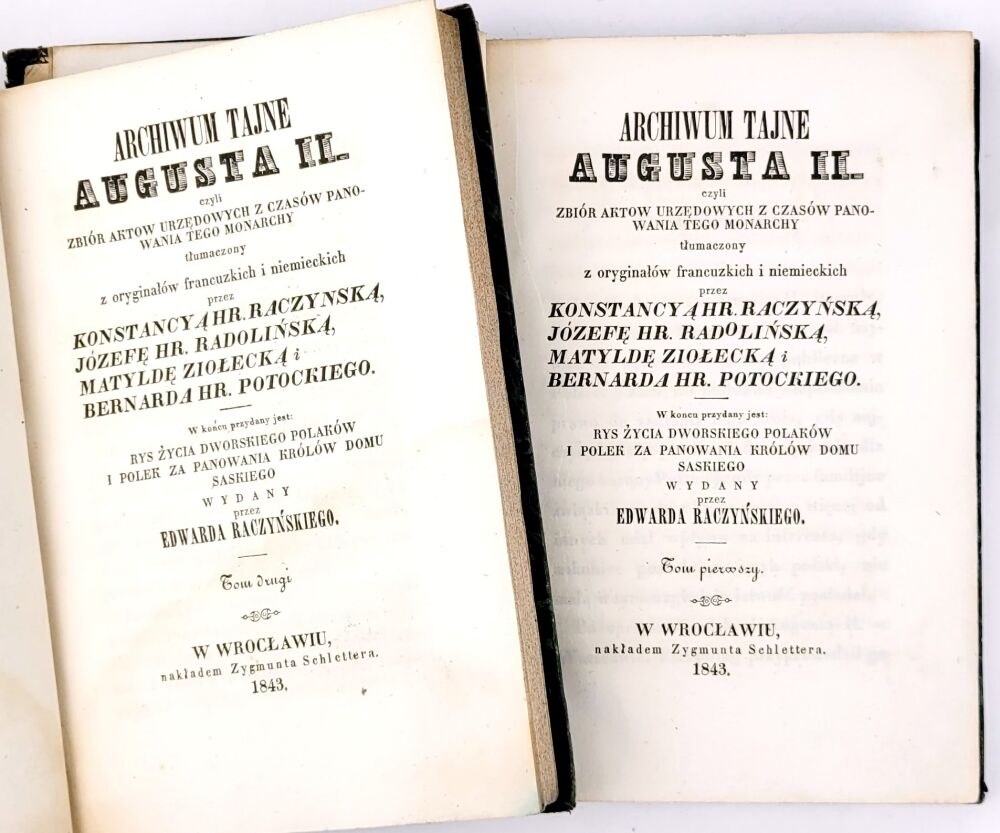 ARCHIWUM TAJNE
AUGUSTA II.
czyli
ZBIÓR AKTOW URZĘDOWYCH Z CZASÓW PANO-
WANIA TEGO MONARCHY
tłumaczony
z oryginałów francuzkich i niemieckich
przez
KONSTANCYĄ HR. RACZYNSKĄ,
JÓZEFĘ HR. RADOLIŃSKĄ,
MATYLDĘ ZIOŁECKĄ i
BERNARDA HR. POTOCKIEGO.
W końcu przydany jest:
RYS ŻYCIA DWORSKIEGO POLAKÓW
I POLEK ZA PANOWANIA KRÓLÓW DOMU
SASKIEGO
WYDANY
przez
EDWARDA RACZYŃSKIEGO.
Tom drugi
W WROCŁAWIU,
nakładem Zygmunta Schlettera.
1843.
ARCHIWUM TAJNE
AUGUSTA II.
czyli
ZBIÓR AKTOW URZĘDOWYCH Z CZASÓW PANO-
WANIA TEGO MONARCHY
tłumaczony
z oryginałów francuzkich i niemieckich
przez
KONSTANCYĄ HR. RACZYŃSKĄ,
JÓZEFĘ HR. RADOLIŃSKĄ,
MATYLDĘ ZIOŁECKĄ i
BERNARDA HR. POTOCKIEGO.
W końcu przydany jest:
RYS ŻYCIA DWORSKIEGO POLAKÓW
I POLEK ZA PANOWANIA KRÓLÓW DOMU
SASKIEGO
WYDANY
przez
EDWARDA RACZYŃSKIEGO.
Tom pierwszy.
W WROCŁAWIU,
nakładem Zygmunta Schlettera.
1843.